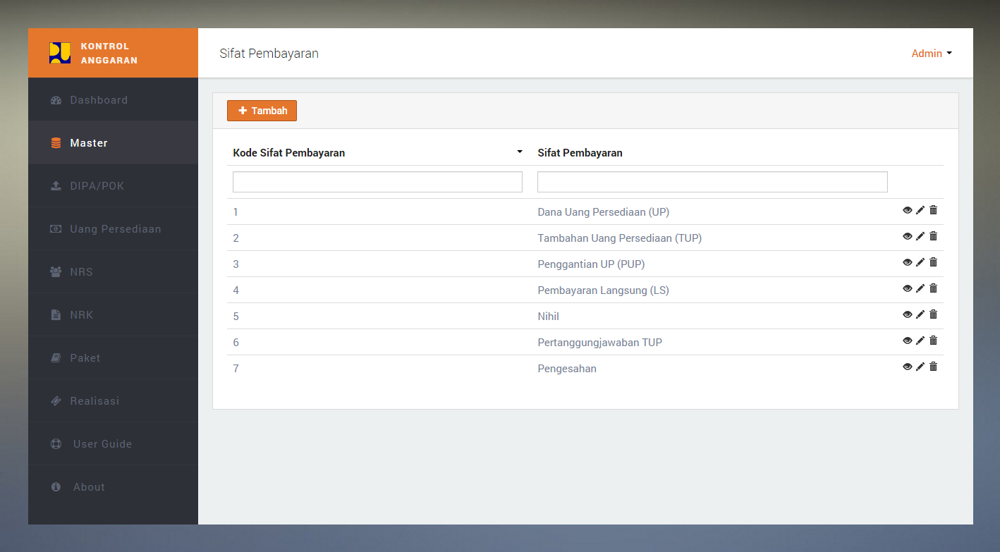 KONTROL
ANGGARAN
Sifat Pembayaran
Admin
Dashboard
Master
DIPA/POK
Uang Persediaan
NRS
NRK
Paket
Realisasi
User Guide
About
Tambah
Kode Sifat Pembayaran Sifat Pembayaran
1 Dana Uang Persediaan (UP)
2 Tambahan Uang Persediaan (TUP)
3 Penggantian UP (PUP)
4 Pembayaran Langsung (LS)
5 Nihil
6 Pertanggungjawaban TUP
7 Pengesahan